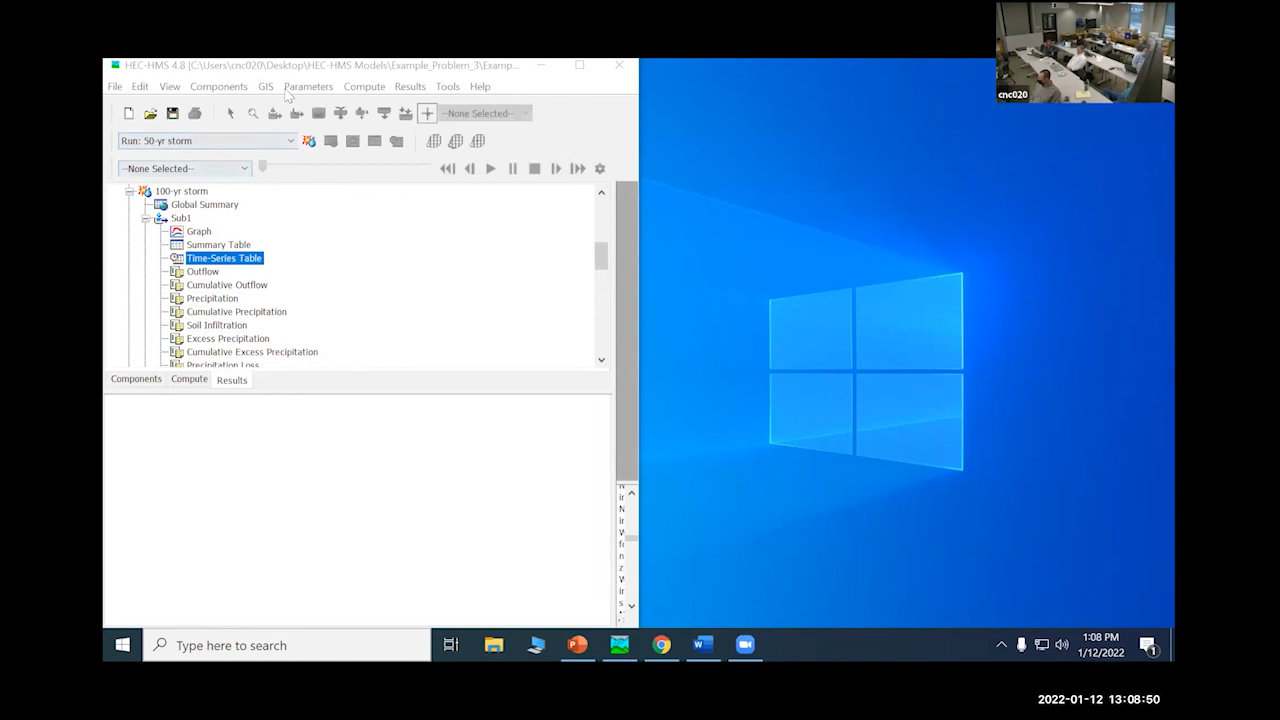 HEC-HMS 4.8 [C:\Users\cnc020\Desktop\HEC-HMS Models\Example_Problem_3\Examp...
File Edit View Components GIS Parameters Compute Results Tools Help
--None Selected--
Run: 50-yr storm
--None Selected--
100-yr storm
Global Summary
Sub1
Graph
Summary Table
Time-Series Table
Outflow
Cumulative Outflow
Precipitation
Cumulative Precipitation
Soil Infiltration
Excess Precipitation
Cumulative Excess Precipitation
Precipitation Loss
Components Compute Results
cnc020
Type here to search
1:08 PM
1/12/2022
1
2022-01-12 13:08:50